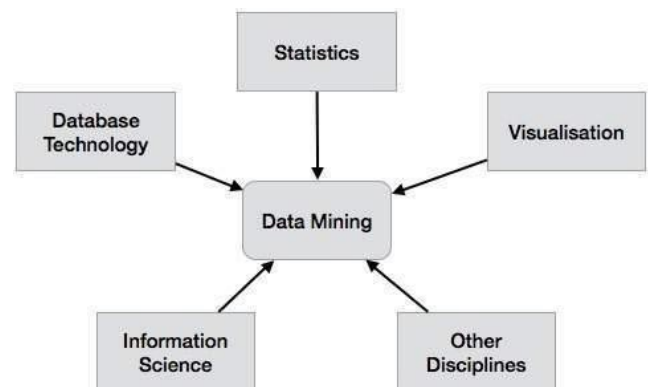 Statistics
Database
Technology
Visualisation
Data Mining
Information
Science
Other
Disciplines